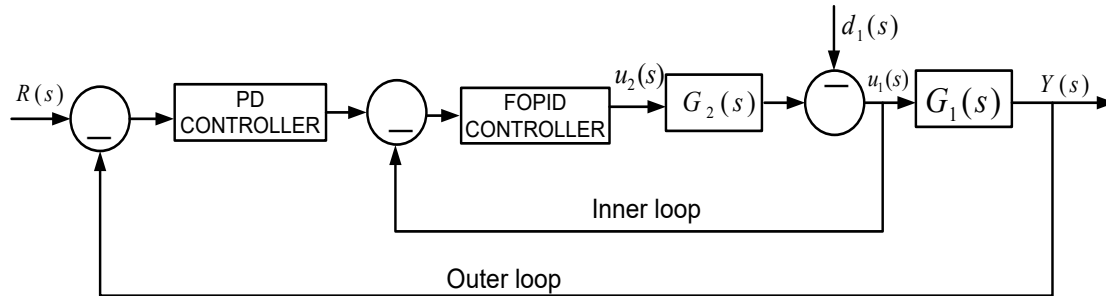 d₁(s)
R(s)
PD
CONTROLLER
FOPID
CONTROLLER
u₂(s)
G₂(s)
u₁(s)
G₁(s)
Y(s)
Inner loop
Outer loop